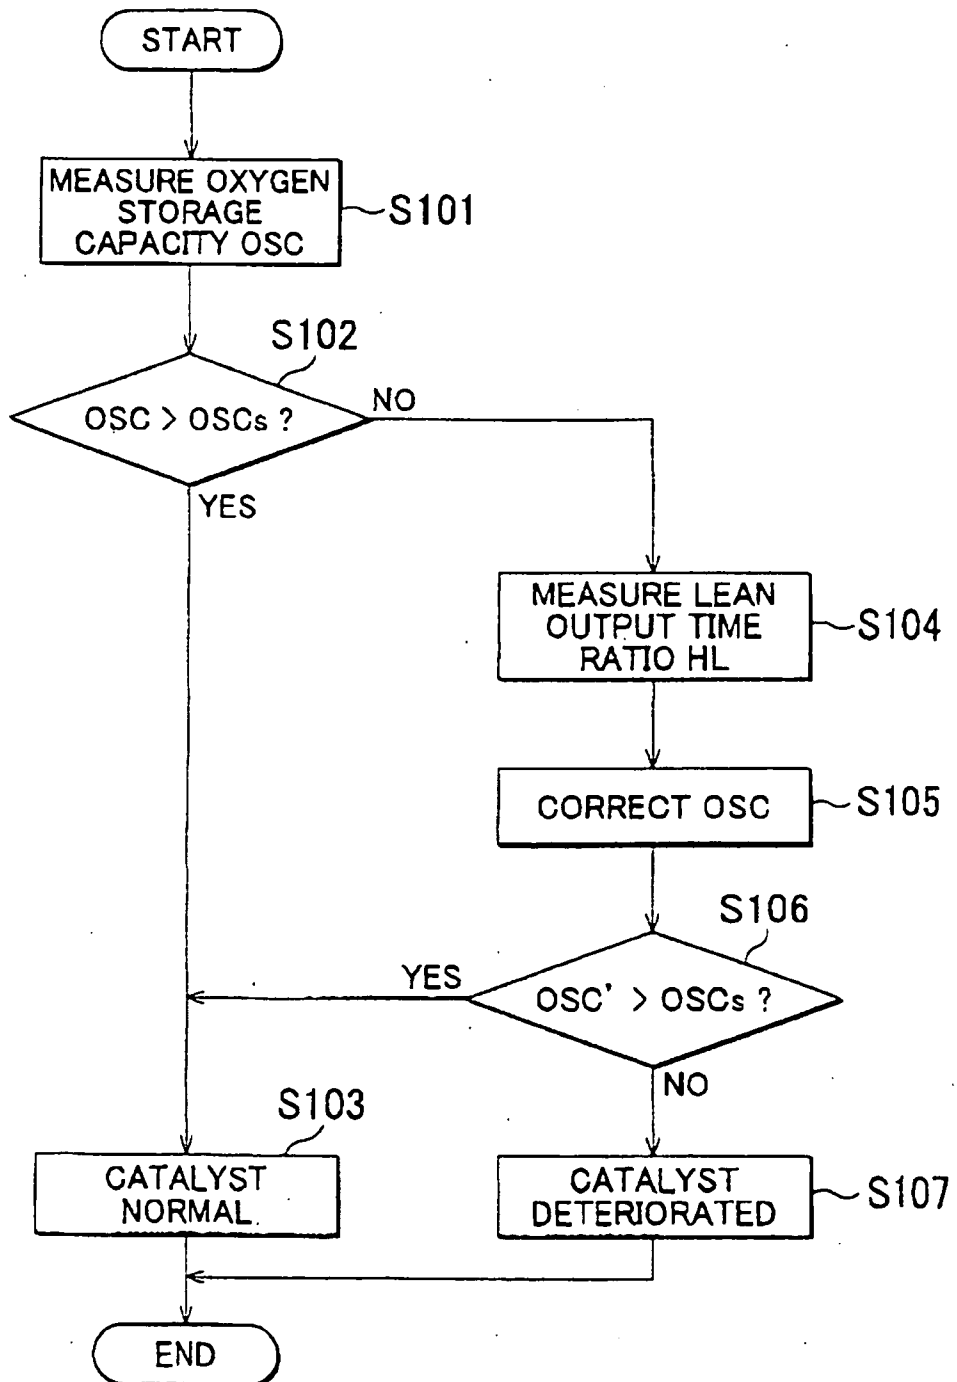 START
MEASURE OXYGEN
STORAGE
CAPACITY OSC
S101
S102
OSC > OSCs ?
NO
YES
MEASURE LEAN
OUTPUT TIME
RATIO HL
S104
CORRECT OSC
S105
S106
YES
OSC' > OSCs ?
NO
S103
CATALYST
NORMAL
CATALYST
DETERIORATED
S107
END